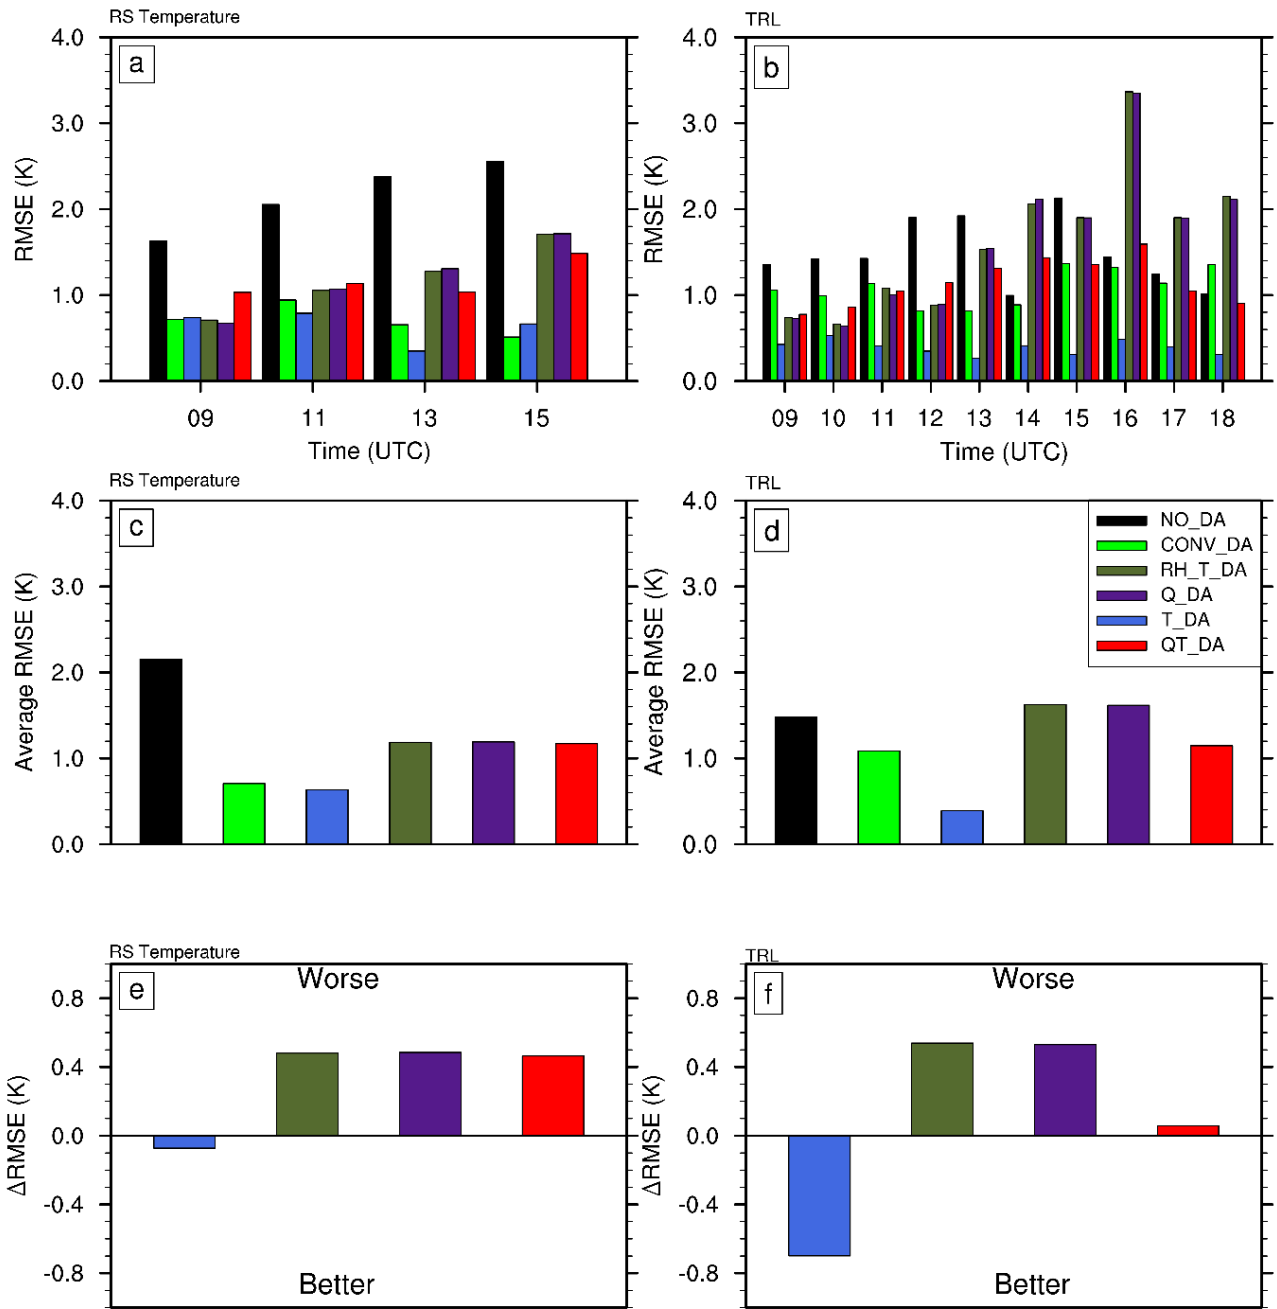 RS Temperature
a
4.0
3.0
2.0
1.0
0.0
RMSE (K)
09 11 13 15
Time (UTC)
TRL
b
4.0
3.0
2.0
1.0
0.0
RMSE (K)
09 10 11 12 13 14 15 16 17 18
Time (UTC)
RS Temperature
c
4.0
3.0
2.0
1.0
0.0
Average RMSE (K)
TRL
d
4.0
3.0
2.0
1.0
0.0
Average RMSE (K)
NO_DA
CONV_DA
RH_T_DA
Q_DA
T_DA
QT_DA
RS Temperature
e
Worse
0.8
0.4
0.0
-0.4
-0.8
ΔRMSE (K)
Better
TRL
f
Worse
0.8
0.4
0.0
-0.4
-0.8
ΔRMSE (K)
Better